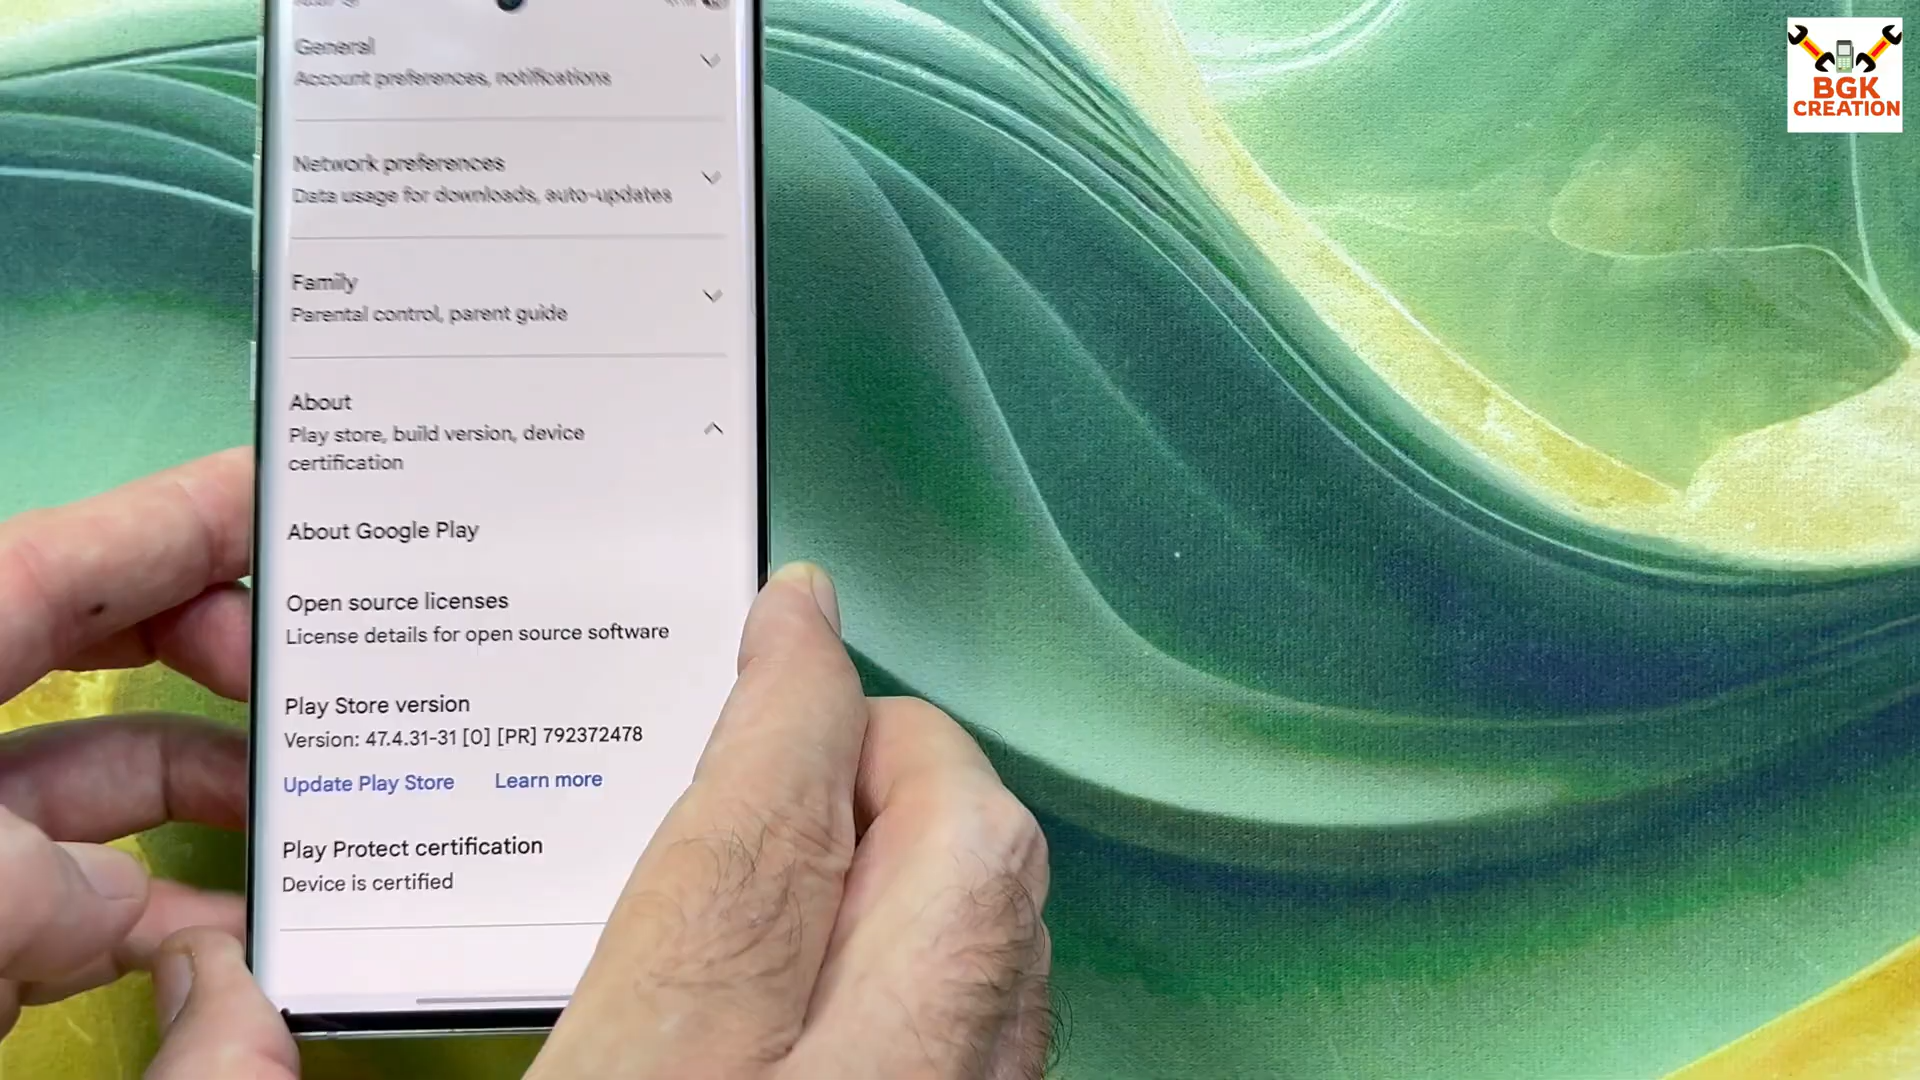 General
Account preferences, notifications
Network preferences
Data usage for downloads, auto-updates
Family
Parental control, parent guide
About
Play store, build version, device
certification
About Google Play
Open source licenses
License details for open source software
Play Store version
Version: 47.4.31-31 [0] [PR] 792372478
Update Play Store Learn more
Play Protect certification
Device is certified
BGK
CREATION